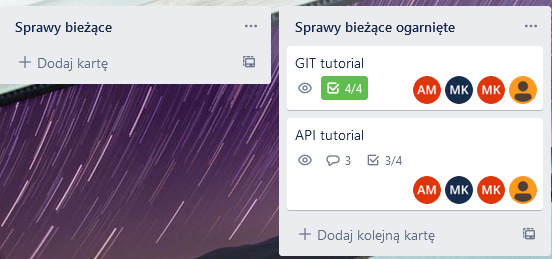 Sprawy bieżące
Dodaj kartę
Sprawy bieżące ogarnięte
GIT tutorial
4/4
AM MK MK
API tutorial
3 3/4
AM MK MK
Dodaj kolejną kartę